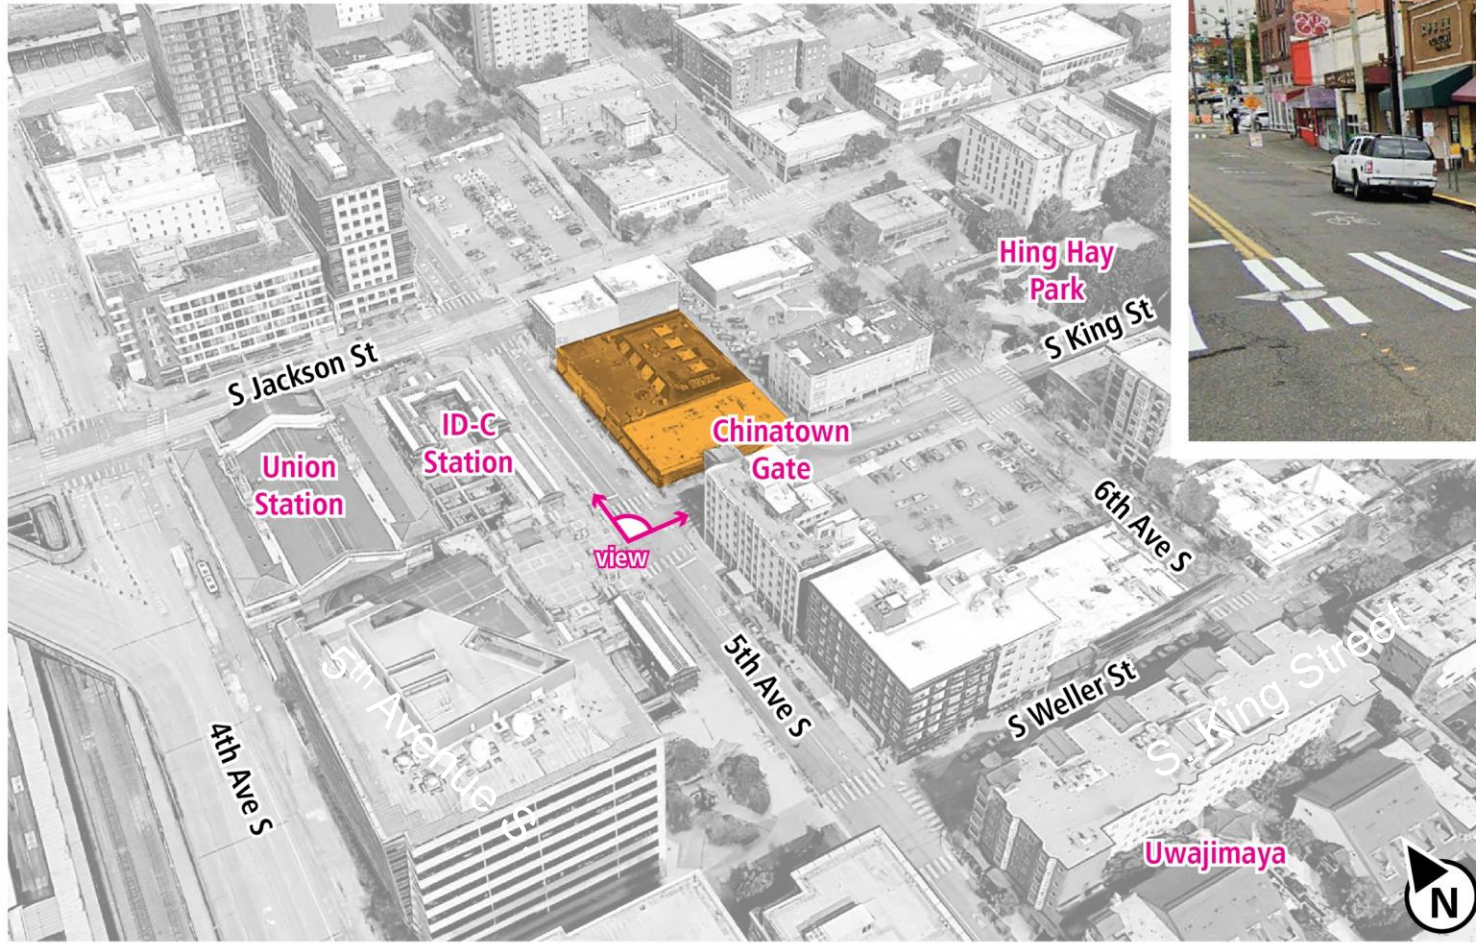 Hing Hay
Park
S King St
S Jackson St
ID-C
Station
Chinatown
Gate
Union
Station
6th Ave S
view
5th Ave S
S Weller St
S. King Street
5th Avenue S.
4th Ave S
Uwajimaya
N